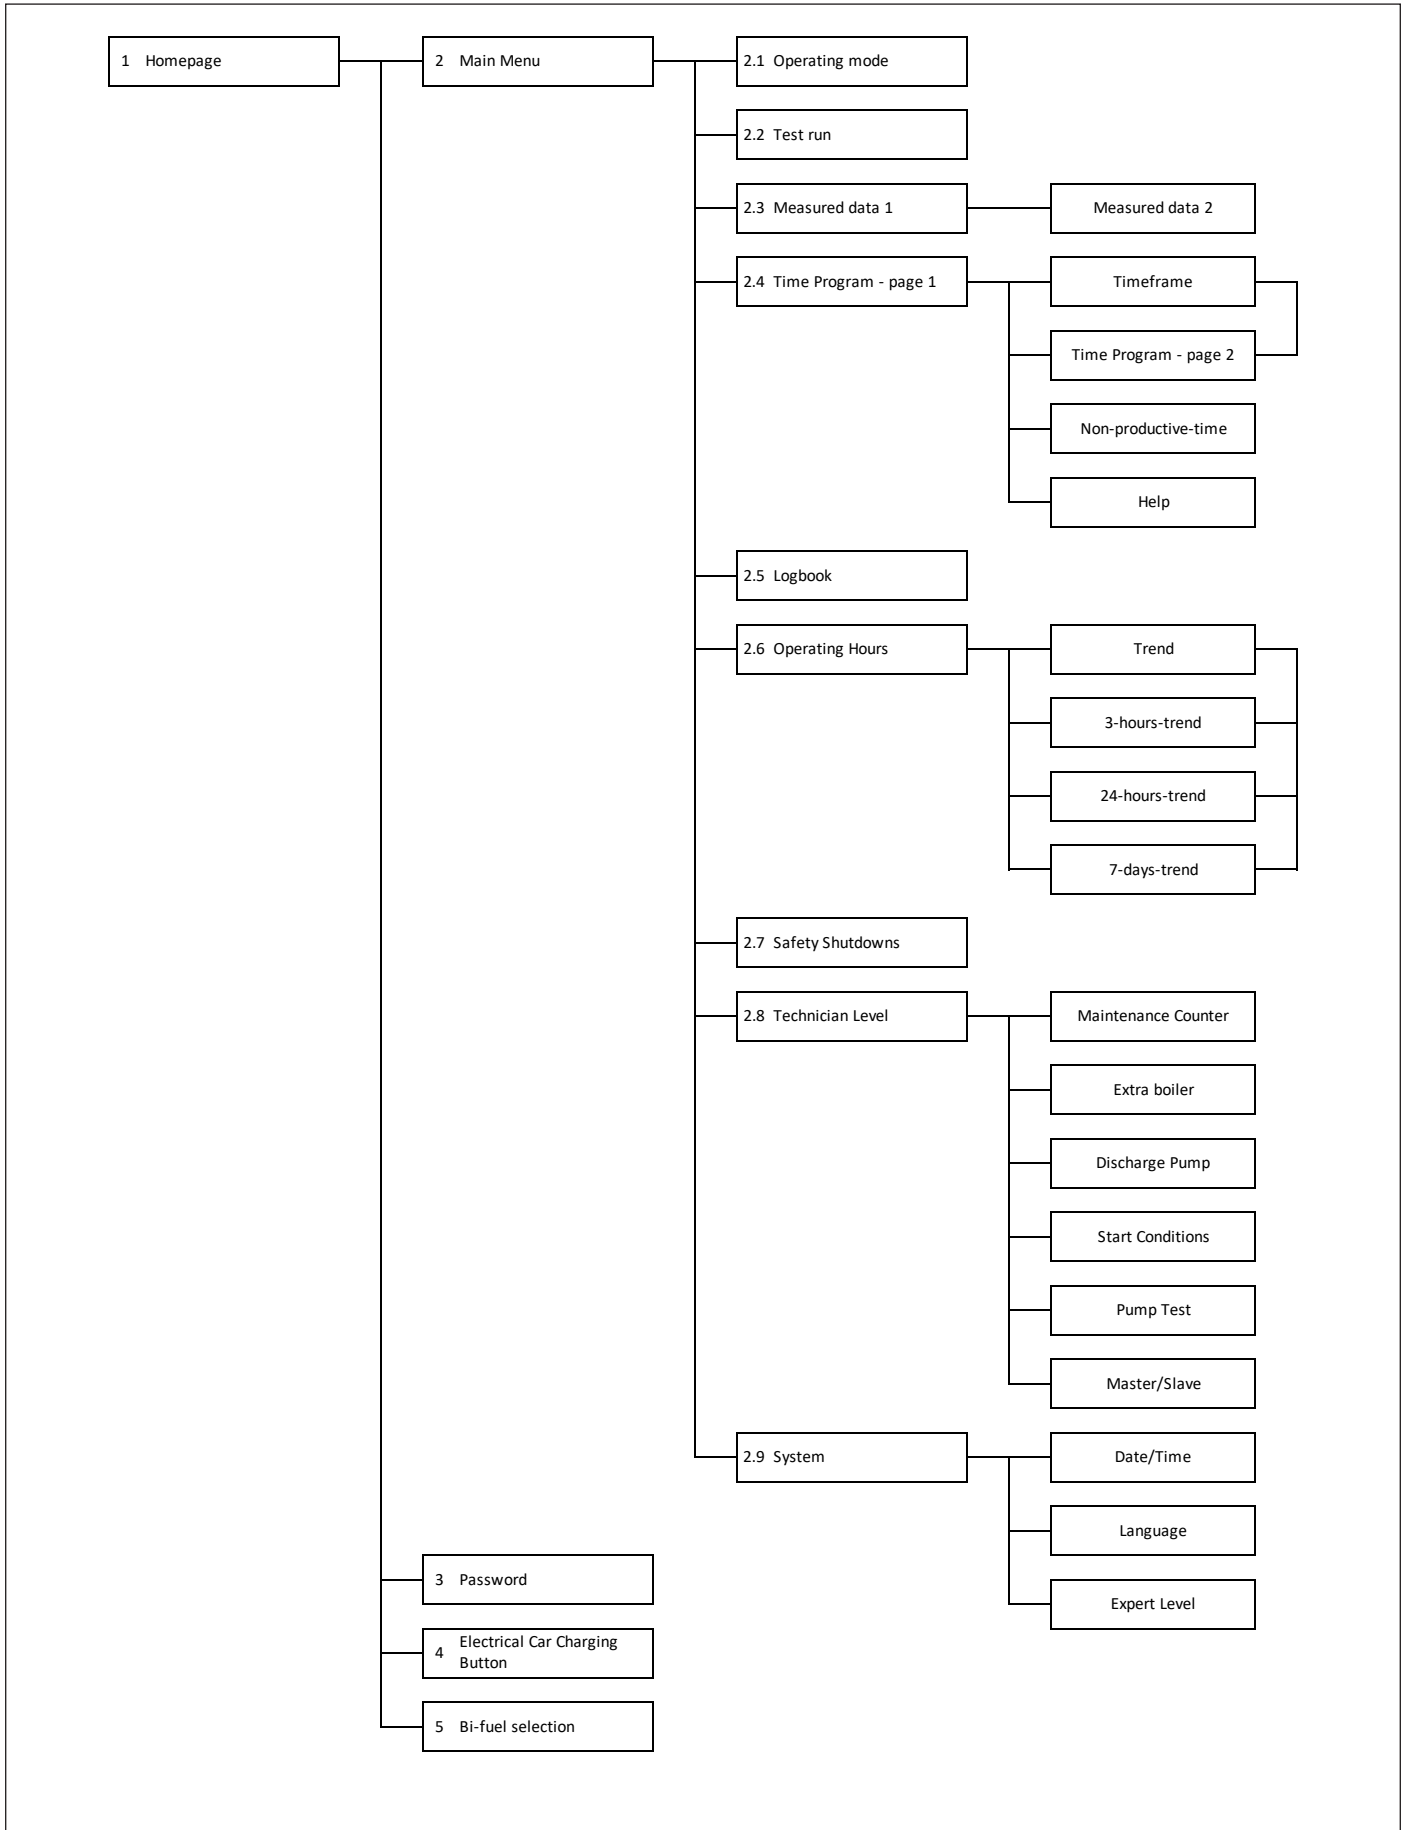 1 Homepage
2 Main Menu
2.1 Operating mode
2.2 Test run
2.3 Measured data 1
Measured data 2
2.4 Time Program - page 1
Timeframe
Time Program - page 2
Non-productive-time
Help
2.5 Logbook
2.6 Operating Hours
Trend
3-hours-trend
24-hours-trend
7-days-trend
2.7 Safety Shutdowns
2.8 Technician Level
Maintenance Counter
Extra boiler
Discharge Pump
Start Conditions
Pump Test
Master/Slave
2.9 System
Date/Time
Language
Expert Level
3 Password
4 Electrical Car Charging
Button
5 Bi-fuel selection